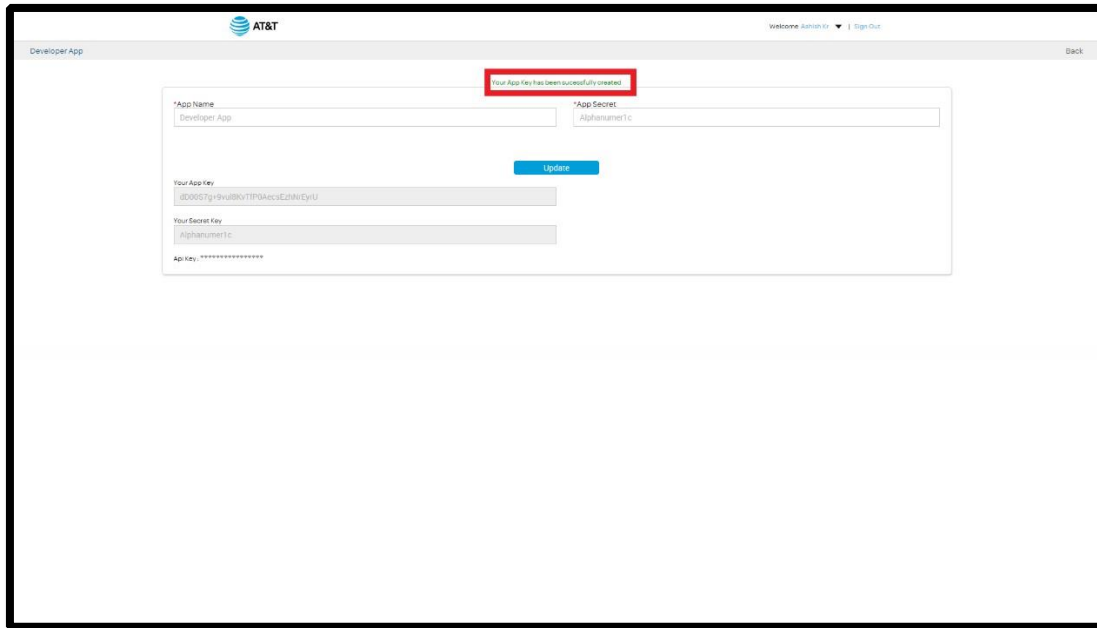 AT&T
Welcome Ashish Kr ▼ | Sign Out
Developer App
Back
Your App Key has been sucessfully created
*App Name
*App Secret
Developer App
Alphanumer1c
Update
Your App Key
Your Secret Key
Alphanumer1c
Api Key : ****************